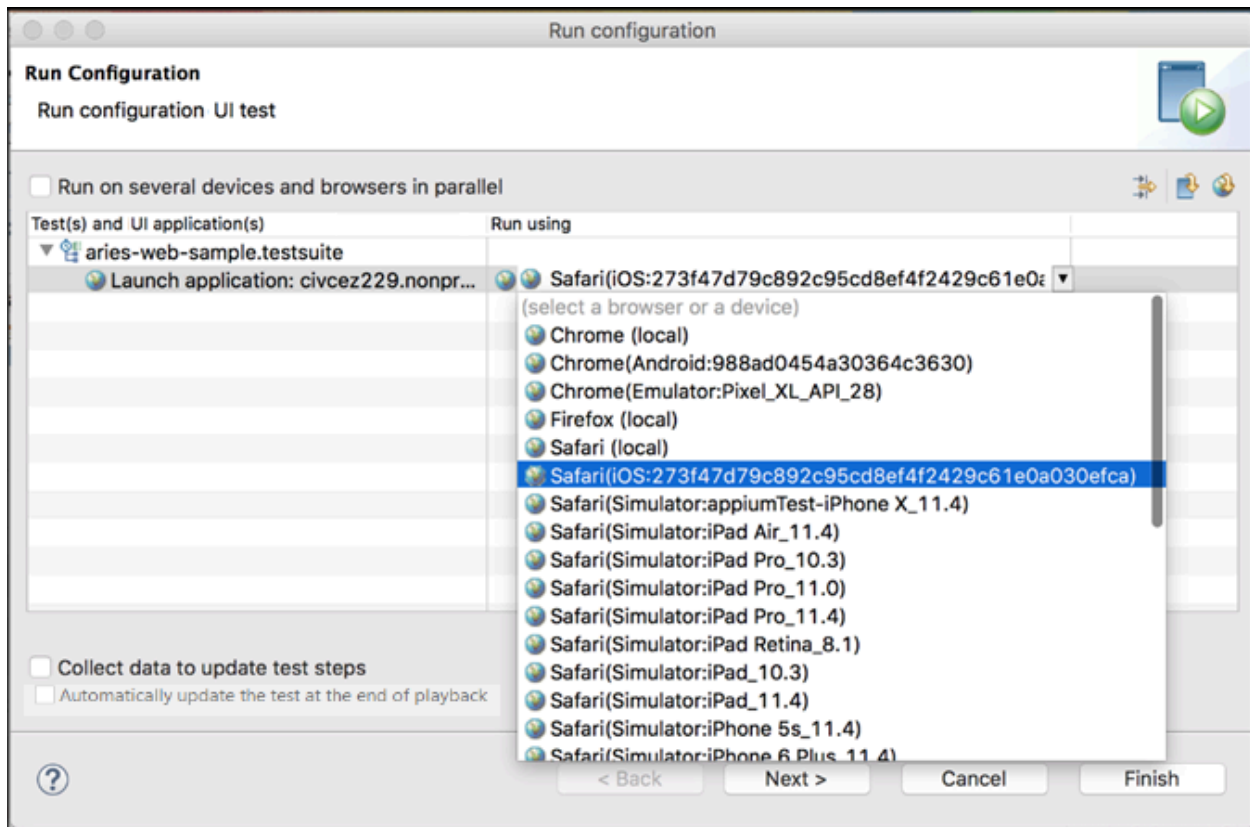 Run configuration
Run Configuration
Run configuration UI test
Run on several devices and browsers in parallel
Test(s) and UI application(s) Run using
aries-web-sample.testsuite
Launch application: civcez229.nonpr... Safari(iOS:273f47d79c892c95cd8ef4f2429c61e0a
(select a browser or a device)
Chrome (local)
Chrome(Android:988ad0454a30364c3630)
Chrome(Emulator:Pixel_XL_API_28)
Firefox (local)
Safari (local)
Safari(iOS:273f47d79c892c95cd8ef4f2429c61e0a030efca)
Safari(Simulator:appiumTest-iPhone X_11.4)
Safari(Simulator:iPad Air_11.4)
Safari(Simulator:iPad Pro_10.3)
Safari(Simulator:iPad Pro_11.0)
Safari(Simulator:iPad Pro_11.4)
Safari(Simulator:iPad Retina_8.1)
Safari(Simulator:iPad_10.3)
Safari(Simulator:iPad_11.4)
Safari(Simulator:iPhone 5s_11.4)
Safari(Simulator:iPhone 6 Plus_11.4)
Collect data to update test steps
Automatically update the test at the end of playback
? < Back Next > Cancel Finish